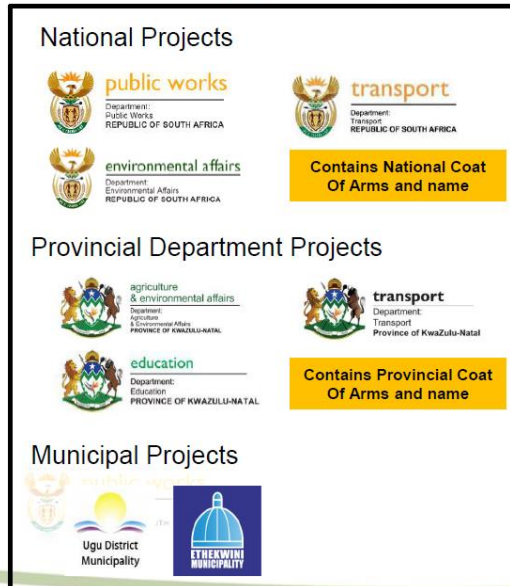 National Projects
public works
Department:
Public Works
REPUBLIC OF SOUTH AFRICA
transport
Department:
Transport
REPUBLIC OF SOUTH AFRICA
environmental affairs
Department:
Environmental Affairs
REPUBLIC OF SOUTH AFRICA
Contains National Coat
Of Arms and name
Provincial Department Projects
agriculture
& environmental affairs
Department:
Agriculture
& Environmental Affairs
PROVINCE OF KWAZULU-NATAL
transport
Department:
Transport
Province of KwaZulu-Natal
education
Department:
Education
PROVINCE OF KWAZULU-NATAL
Contains Provincial Coat
Of Arms and name
Municipal Projects
public works
Ugu District
Municipality
ETHEKWINI
MUNICIPALITY